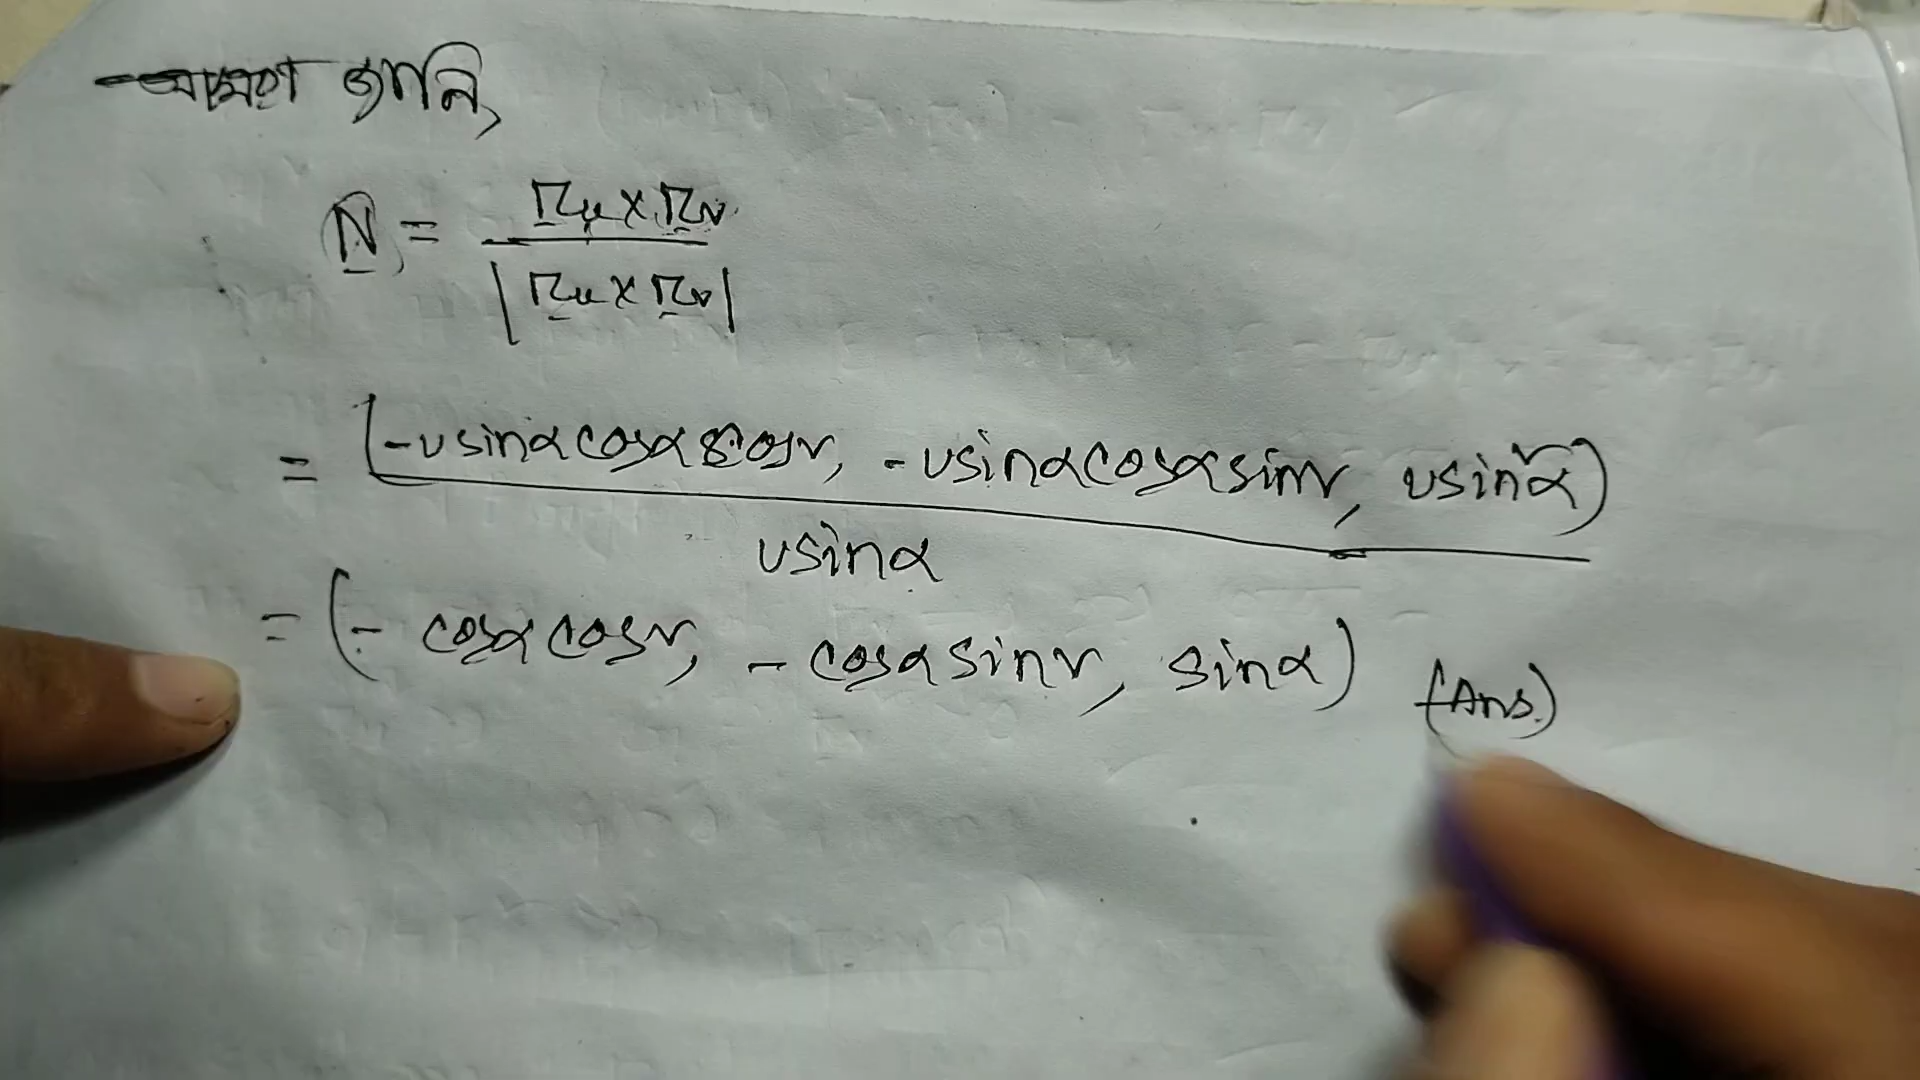 আমরা জানি,
N = r_u × r_v / |r_u × r_v|
= (-u sinα cosα cosv, -u sinα cosα sinv, u sin²α) / u sinα
= (- cosα cosv, - cosα sinv, sinα) (Ans.)